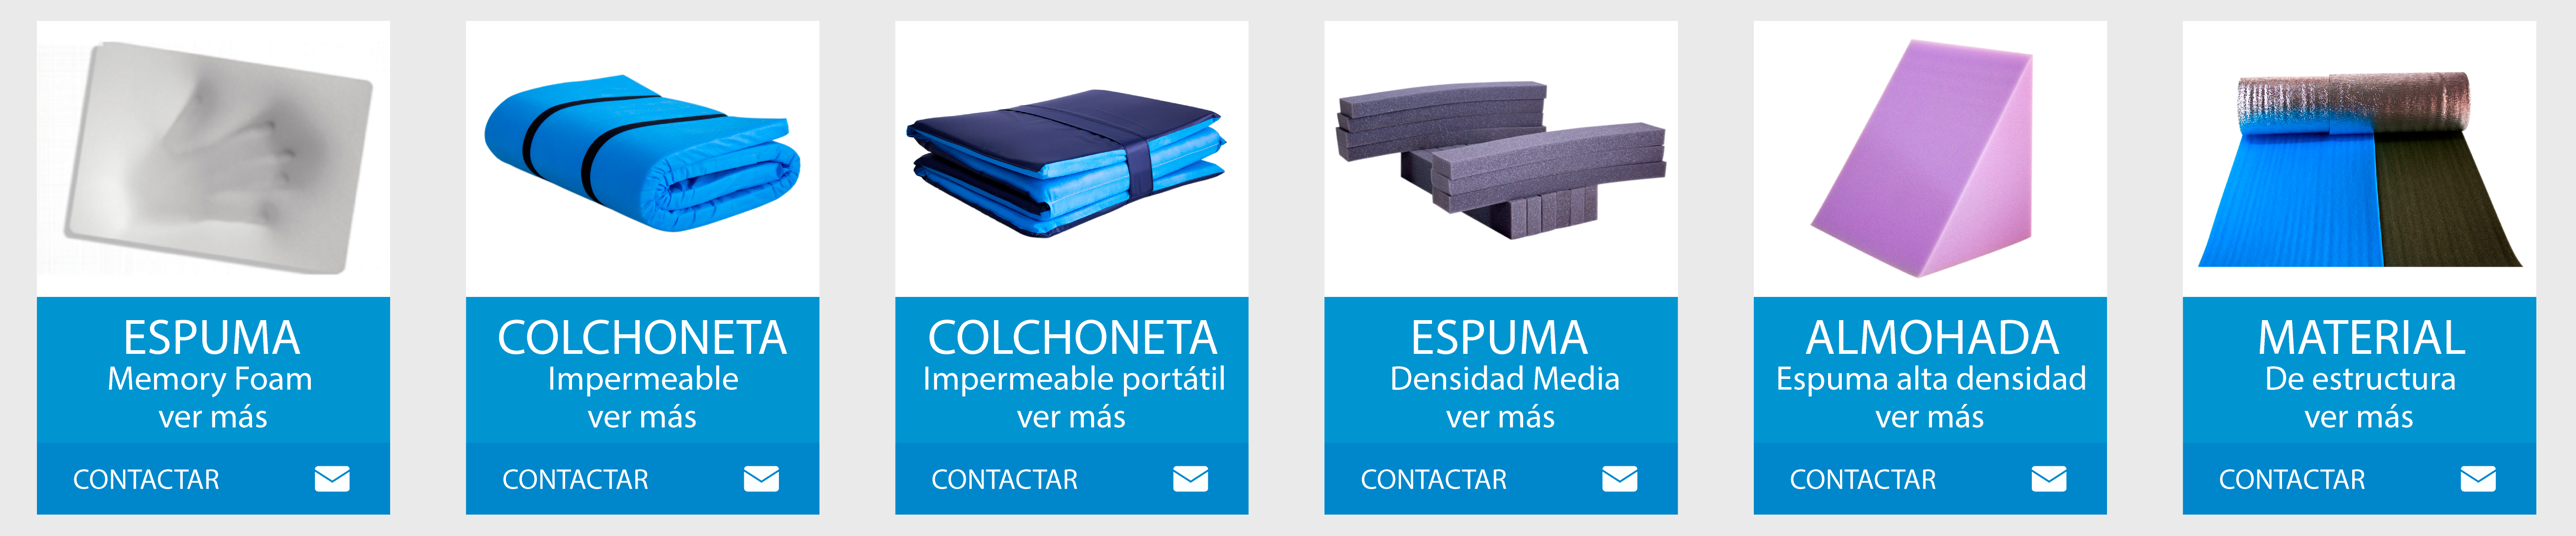 ESPUMA
Memory Foam
ver más
CONTACTAR
COLCHONETA
Impermeable
ver más
CONTACTAR
COLCHONETA
Impermeable portátil
ver más
CONTACTAR
ESPUMA
Densidad Media
ver más
CONTACTAR
ALMOHADA
Espuma alta densidad
ver más
CONTACTAR
MATERIAL
De estructura
ver más
CONTACTAR